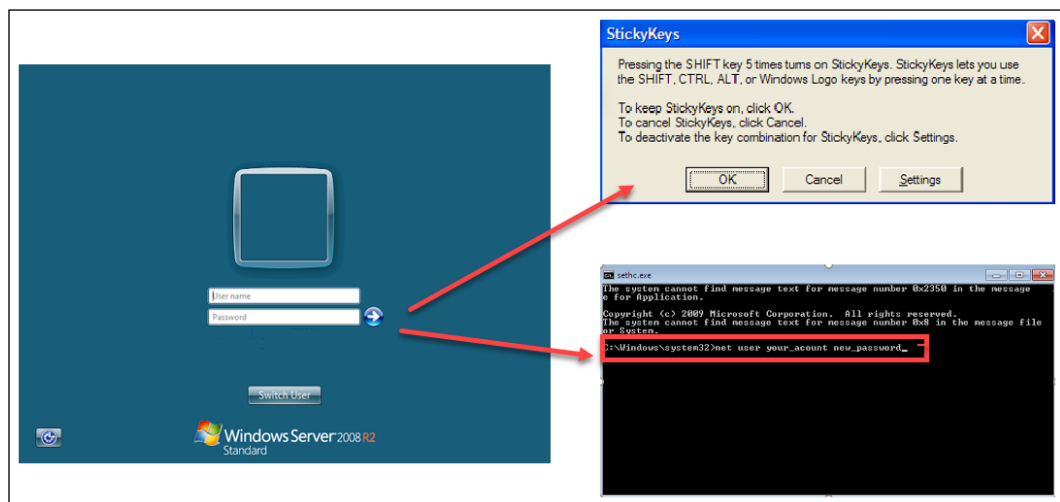 User name
Password
Switch User
Windows Server 2008 R2
Standard
StickyKeys
Pressing the SHIFT key 5 times turns on StickyKeys. StickyKeys lets you use
the SHIFT, CTRL, ALT, or Windows Logo keys by pressing one key at a time.
To keep StickyKeys on, click OK.
To cancel StickyKeys, click Cancel.
To deactivate the key combination for StickyKeys, click Settings.
OK
Cancel
Settings
sethc.exe
The system cannot find message text for message number 0x2350 in the message
e for Application.
Copyright (c) 2009 Microsoft Corporation. All rights reserved.
The system cannot find message text for message number 0x8 in the message file
or System.
C:\Windows\system32>net user your_acount new_password_